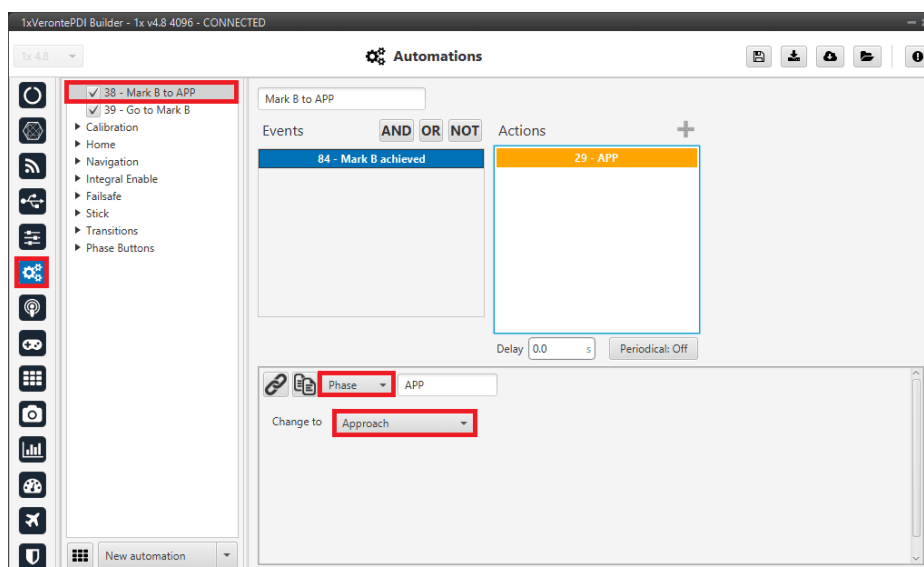 1xVerontePDI Builder - 1x v4.8 4096 - CONNECTED
1x 4.8
Automations
38 - Mark B to APP
39 - Go to Mark B
Calibration
Home
Navigation
Integral Enable
Failsafe
Stick
Transitions
Phase Buttons
New automation
Mark B to APP
Events AND OR NOT
84 - Mark B achieved
Actions
29 - APP
Delay 0.0 s Periodical: Off
Phase APP
Change to Approach